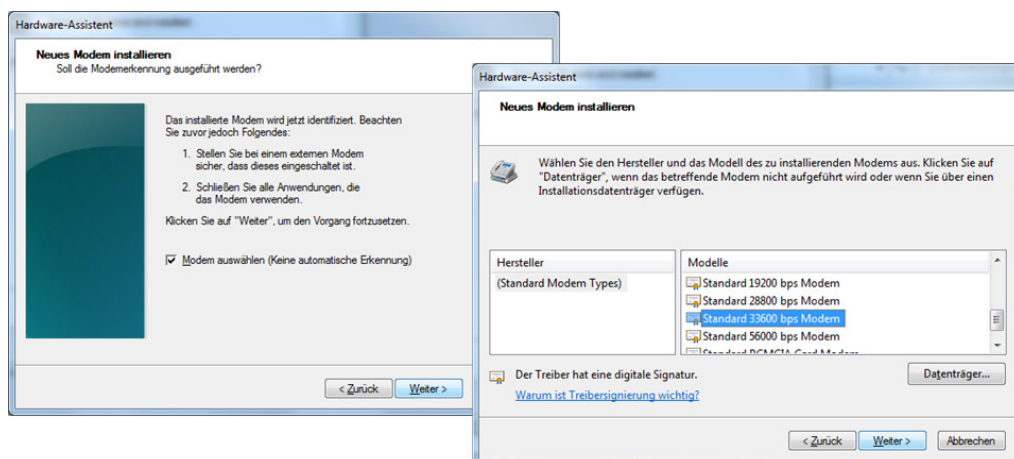 Hardware-Assistent
Neues Modem installieren
Soll die Modemerkennung ausgeführt werden?
Das installierte Modem wird jetzt identifiziert. Beachten
Sie zuvor jedoch Folgendes:
1. Stellen Sie bei einem externen Modem
sicher, dass dieses eingeschaltet ist.
2. Schließen Sie alle Anwendungen, die
das Modem verwenden.
Klicken Sie auf "Weiter", um den Vorgang fortzusetzen.
Modem auswählen (Keine automatische Erkennung)
< Zurück
Weiter >
Hardware-Assistent
Neues Modem installieren
Wählen Sie den Hersteller und das Modell des zu installierenden Modems aus. Klicken Sie auf
"Datenträger", wenn das betreffende Modem nicht aufgeführt wird oder wenn Sie über einen
Installationsdatenträger verfügen.
Hersteller
(Standard Modem Types)
Modelle
Standard 19200 bps Modem
Standard 28800 bps Modem
Standard 33600 bps Modem
Standard 56000 bps Modem
Standard PCMCIA Card Modem
Der Treiber hat eine digitale Signatur.
Warum ist Treibersignierung wichtig?
Datenträger...
< Zurück
Weiter >
Abbrechen